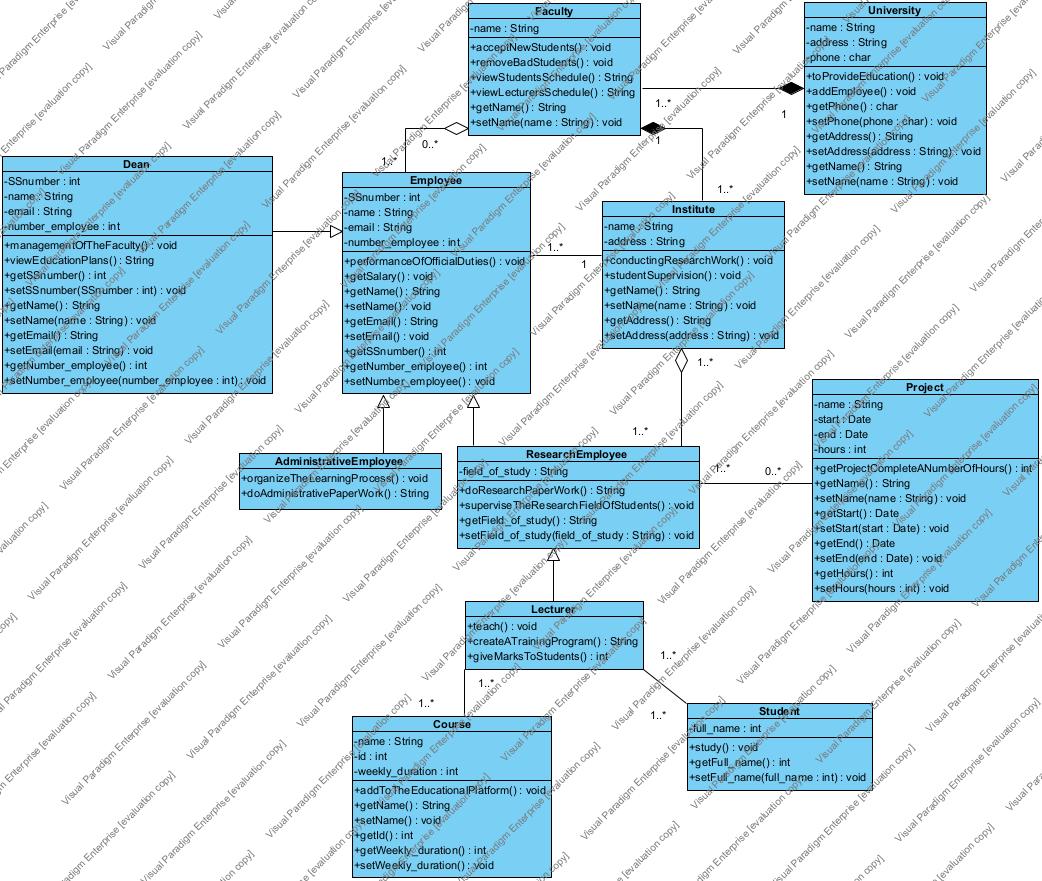 Faculty
-name : String
+acceptNewStudents() : void
+removeBadStudents() : void
+viewStudentsSchedule() : String
+viewLecturersSchedule() : String
+getName() : String
+setName(name : String) : void
University
-name : String
-address : String
-phone : char
+toProvideEducation() : void
+addEmployee() : void
+getPhone() : char
+setPhone(phone : char) : void
+getAddress() : String
+setAddress(address : String) : void
+getName() : String
+setName(name : String) : void
1..*
1
0..*
1..*
1
1..*
Dean
-SSnumber : int
-name : String
-email : String
-number_employee : int
+managementOfTheFaculty() : void
+viewEducationPlans() : String
+getSSnumber() : int
+setSSnumber(SSnumber : int) : void
+getName() : String
+setName(name : String) : void
+getEmail() : String
+setEmail(email : String) : void
+getNumber_employee() : int
+setNumber_employee(number_employee : int) : void
Employee
-SSnumber : int
-name : String
-email : String
-number_employee : int
+performanceOfOfficialDuties() : void
+getSalary() : void
+getName() : String
+setName() : void
+getEmail() : String
+setEmail() : void
+getSSnumber() : int
+getNumber_employee() : int
+setNumber_employee() : void
1..*
1
Institute
-name : String
-address : String
+conductingResearchWork() : void
+studentSupervision() : void
+getName() : String
+setName(name : String) : void
+getAddress() : String
+setAddress(address : String) : void
1..*
1..*
Project
-name : String
-start : Date
-end : Date
-hours : int
+getProjectCompleteANumberOfHours() : int
+getName() : String
+setName(name : String) : void
+getStart() : Date
+setStart(start : Date) : void
+getEnd() : Date
+setEnd(end : Date) : void
+getHours() : int
+setHours(hours : int) : void
AdministrativeEmployee
+organizeTheLearningProcess() : void
+doAdministrativePaperWork() : String
ResearchEmployee
-field_of_study : String
+doResearchPaperWork() : String
+superviseTheResearchFieldOfStudents() : void
+getField_of_study() : String
+setField_of_study(field_of_study : String) : void
1..*
0..*
Lecturer
+teach() : void
+createATrainingProgram() : String
+giveMarksToStudents() : int
1..*
1..*
1..*
1..*
Course
-name : String
-id : int
-weekly_duration : int
+addToTheEducationalPlatform() : void
+getName() : String
+setName() : void
+getId() : int
+getWeekly_duration() : int
+setWeekly_duration() : void
Student
-full_name : int
+study() : void
+getFull_name() : int
+setFull_name(full_name : int) : void
Visual Paradigm Enterprise [evaluation copy]